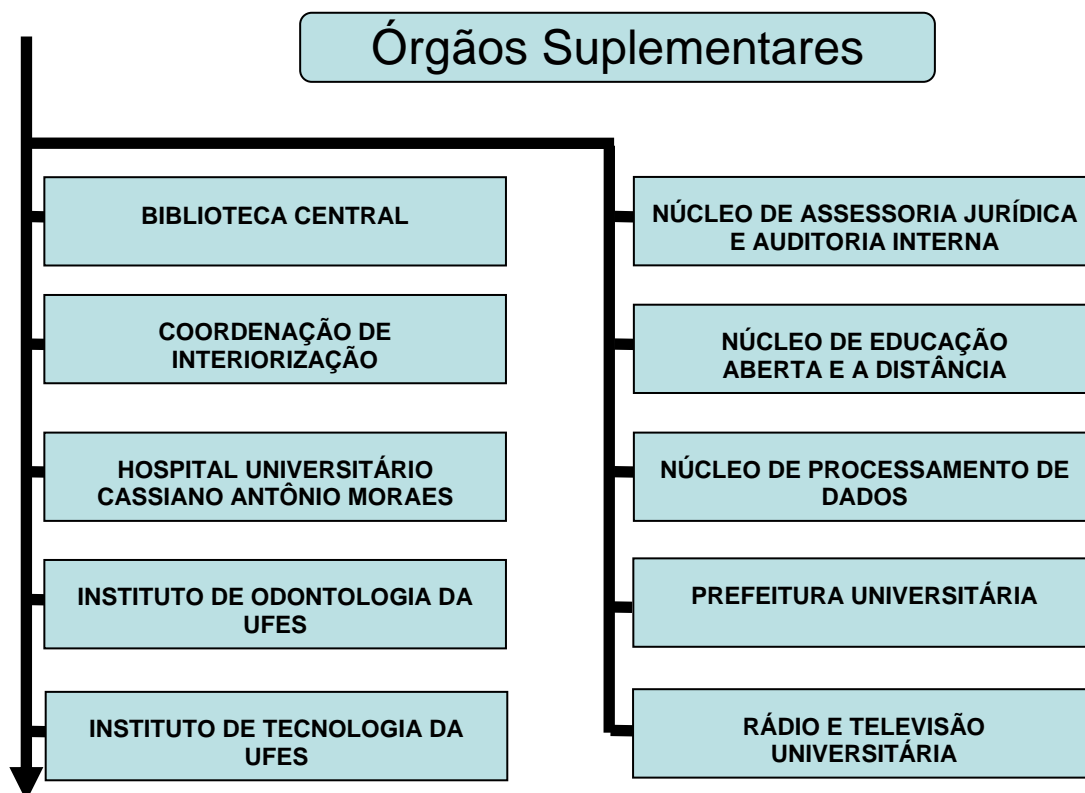 Órgãos Suplementares
BIBLIOTECA CENTRAL
COORDENAÇÃO DE
INTERIORIZAÇÃO
HOSPITAL UNIVERSITÁRIO
CASSIANO ANTÔNIO MORAES
INSTITUTO DE ODONTOLOGIA DA
UFES
INSTITUTO DE TECNOLOGIA DA
UFES
NÚCLEO DE ASSESSORIA JURÍDICA
E AUDITORIA INTERNA
NÚCLEO DE EDUCAÇÃO
ABERTA E A DISTÂNCIA
NÚCLEO DE PROCESSAMENTO DE
DADOS
PREFEITURA UNIVERSITÁRIA
RÁDIO E TELEVISÃO
UNIVERSITÁRIA